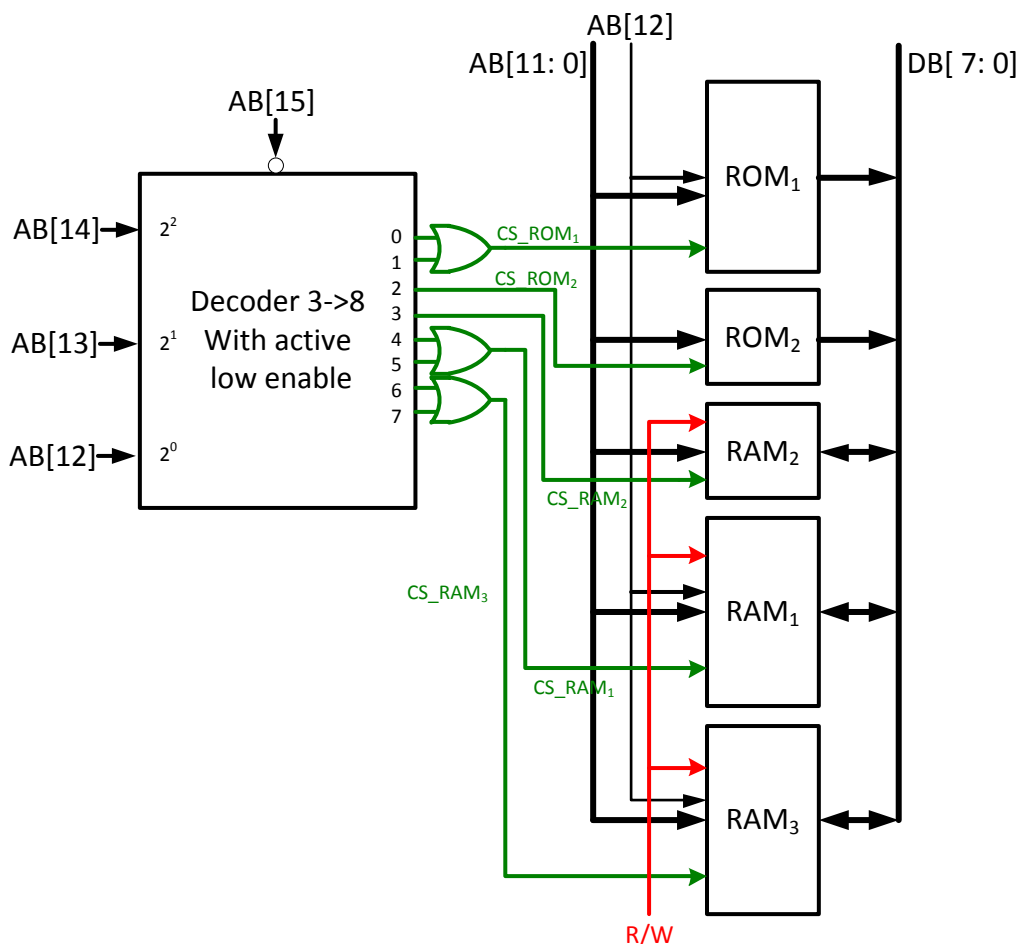 AB[12]
AB[11: 0]
DB[ 7: 0]
AB[15]
AB[14]
2²
AB[13]
2¹
AB[12]
2⁰
Decoder 3->8
With active
low enable
0
1
2
3
4
5
6
7
CS_ROM₁
CS_ROM₂
CS_RAM₂
CS_RAM₃
CS_RAM₁
ROM₁
ROM₂
RAM₂
RAM₁
RAM₃
R/W